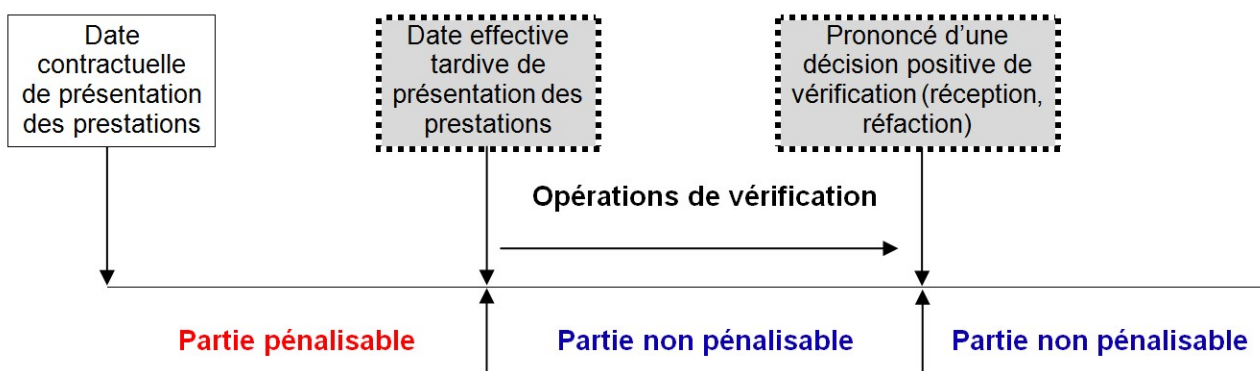 Date
contractuelle
de présentation
des prestations
Date effective
tardive de
présentation des
prestations
Prononcé d’une
décision positive de
vérification (réception,
réfaction)
Opérations de vérification
Partie pénalisable
Partie non pénalisable
Partie non pénalisable